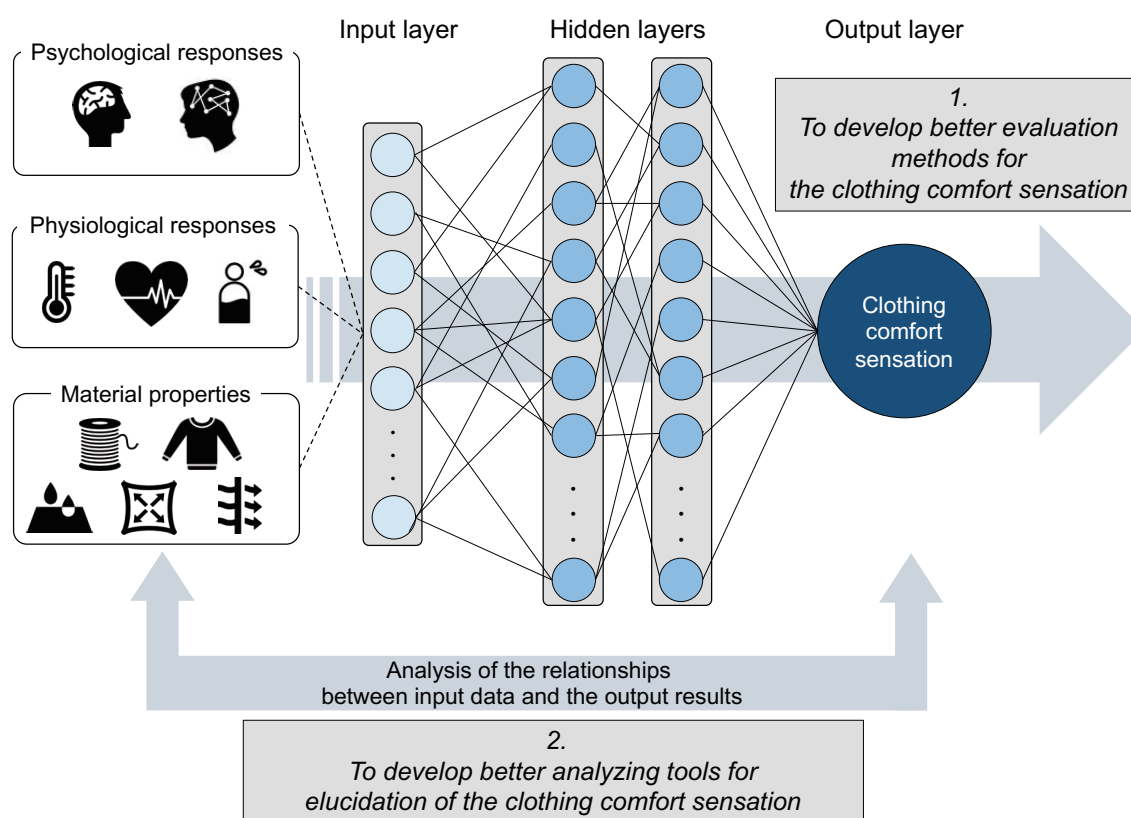 Input layer
Hidden layers
Output layer
Psychological responses
Physiological responses
Material properties
1.
To develop better evaluation
methods for
the clothing comfort sensation
Clothing
comfort
sensation
Analysis of the relationships
between input data and the output results
2.
To develop better analyzing tools for
elucidation of the clothing comfort sensation